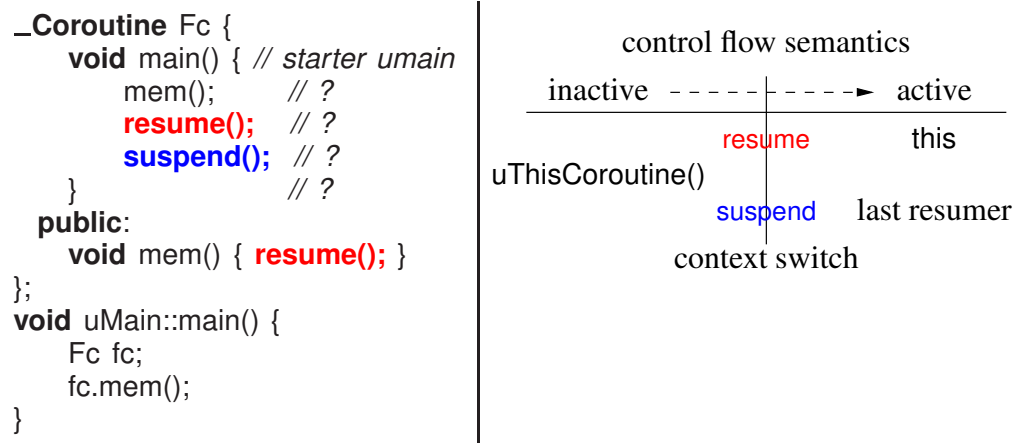 _Coroutine Fc {
void main() { // starter umain
mem(); // ?
resume(); // ?
suspend(); // ?
} // ?
public:
void mem() { resume(); }
};
void uMain::main() {
Fc fc;
fc.mem();
}
control flow semantics
inactive active
resume this
uThisCoroutine()
suspend last resumer
context switch